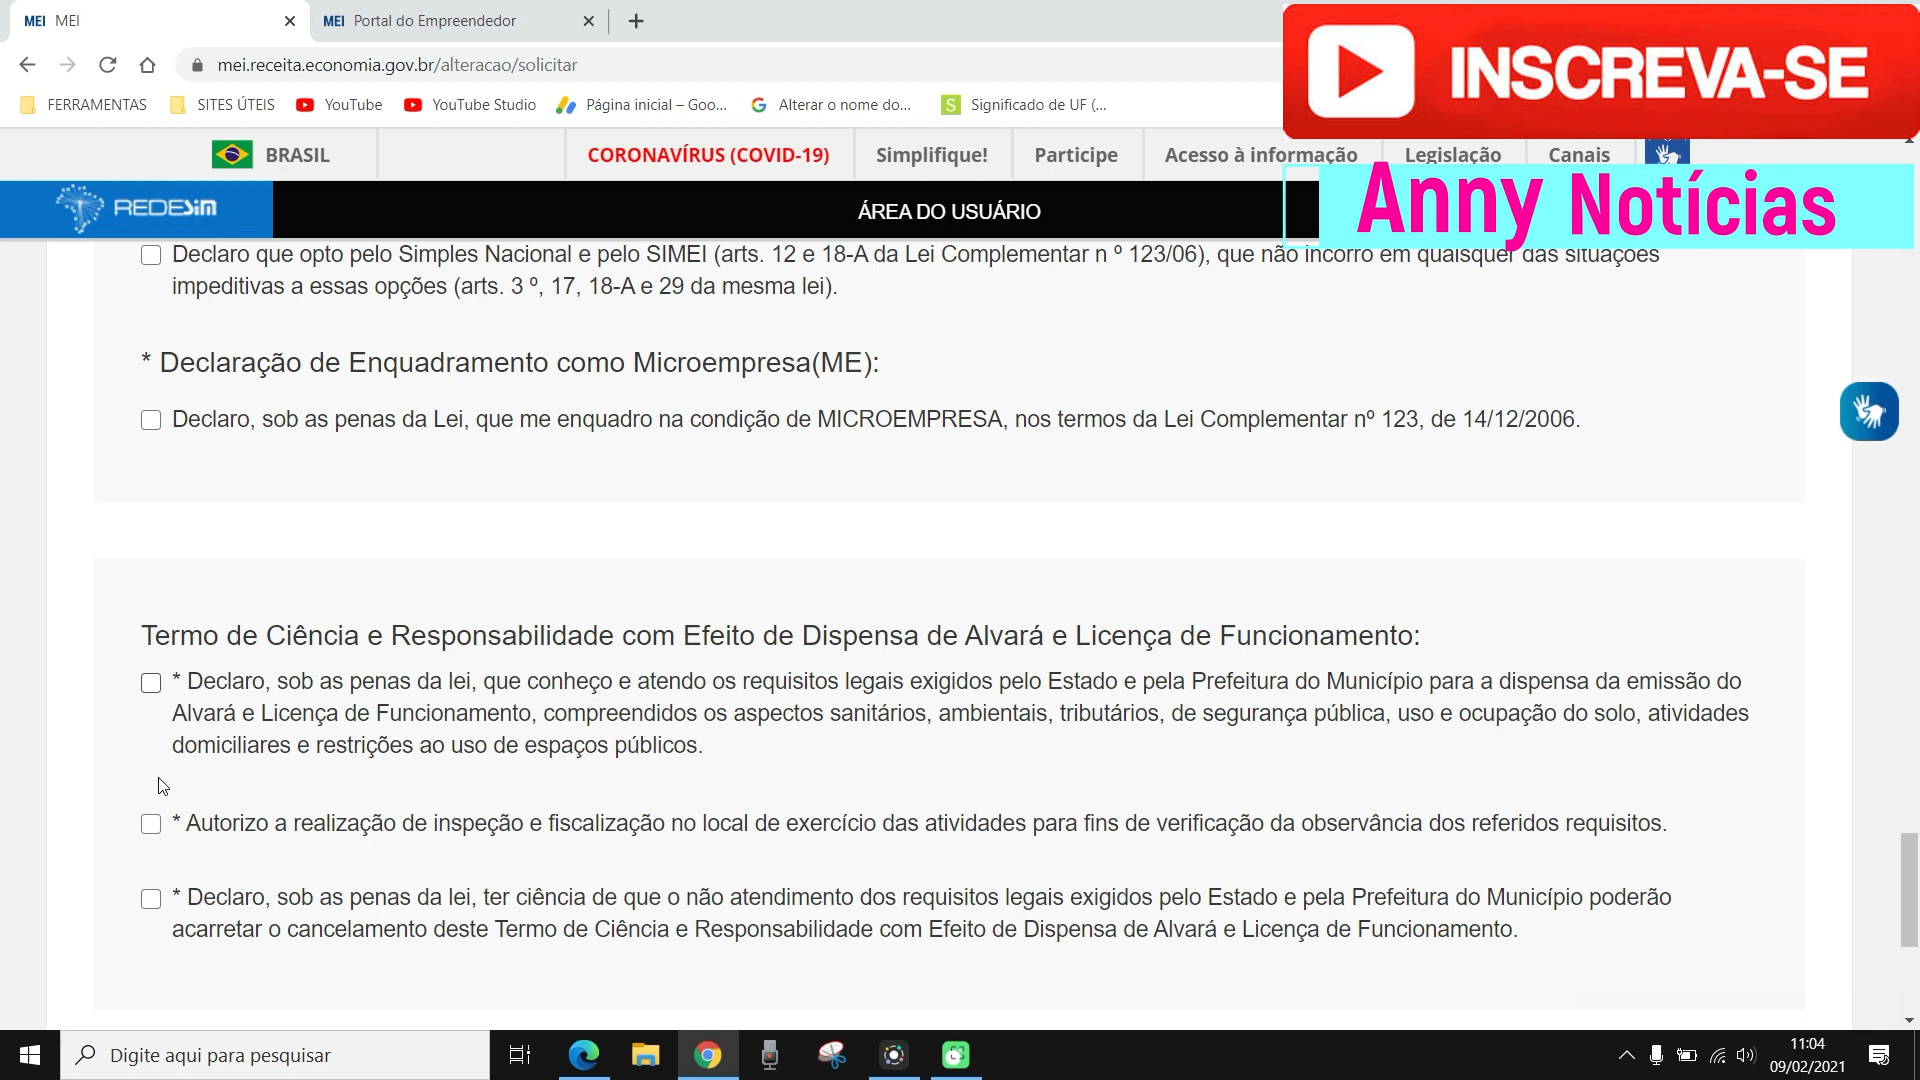 MEI MEI
MEI Portal do Empreendedor
mei.receita.economia.gov.br/alteracao/solicitar
INSCREVA-SE
FERRAMENTAS SITES ÚTEIS YouTube YouTube Studio Página inicial – Goo... Alterar o nome do... S Significado de UF (...
BRASIL CORONAVÍRUS (COVID-19) Simplifique! Participe Acesso à informação Legislação Canais
REDESIM ÁREA DO USUÁRIO
Anny Notícias
Declaro que opto pelo Simples Nacional e pelo SIMEI (arts. 12 e 18-A da Lei Complementar n º 123/06), que não incorro em quaisquer das situações
impeditivas a essas opções (arts. 3 º, 17, 18-A e 29 da mesma lei).
* Declaração de Enquadramento como Microempresa(ME):
Declaro, sob as penas da Lei, que me enquadro na condição de MICROEMPRESA, nos termos da Lei Complementar nº 123, de 14/12/2006.
Termo de Ciência e Responsabilidade com Efeito de Dispensa de Alvará e Licença de Funcionamento:
* Declaro, sob as penas da lei, que conheço e atendo os requisitos legais exigidos pelo Estado e pela Prefeitura do Município para a dispensa da emissão do
Alvará e Licença de Funcionamento, compreendidos os aspectos sanitários, ambientais, tributários, de segurança pública, uso e ocupação do solo, atividades
domiciliares e restrições ao uso de espaços públicos.
* Autorizo a realização de inspeção e fiscalização no local de exercício das atividades para fins de verificação da observância dos referidos requisitos.
* Declaro, sob as penas da lei, ter ciência de que o não atendimento dos requisitos legais exigidos pelo Estado e pela Prefeitura do Município poderão
acarretar o cancelamento deste Termo de Ciência e Responsabilidade com Efeito de Dispensa de Alvará e Licença de Funcionamento.
Digite aqui para pesquisar
11:04
09/02/2021